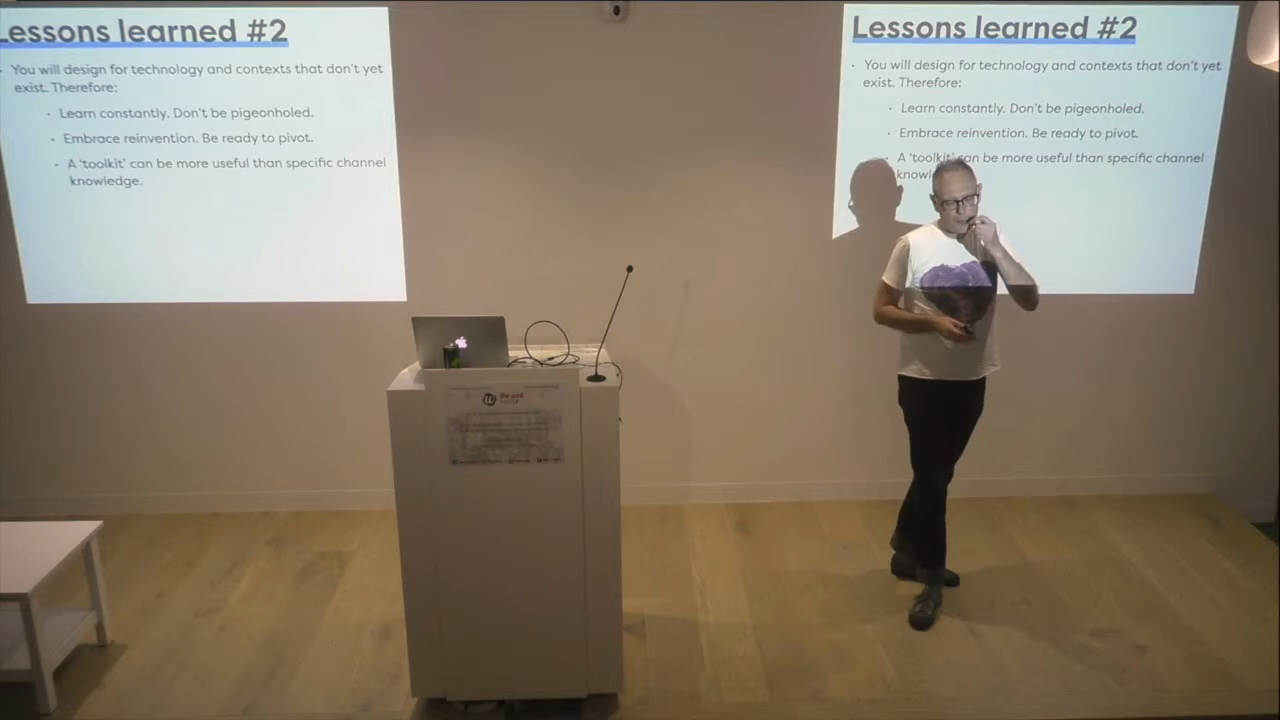 Lessons learned #2
· You will design for technology and contexts that don't yet
exist. Therefore:
· Learn constantly. Don't be pigeonholed.
· Embrace reinvention. Be ready to pivot.
· A 'toolkit' can be more useful than specific channel
knowledge.
Lessons learned #2
· You will design for technology and contexts that don't yet
exist. Therefore:
· Learn constantly. Don't be pigeonholed.
· Embrace reinvention. Be ready to pivot.
· A 'toolkit' can be more useful than specific channel